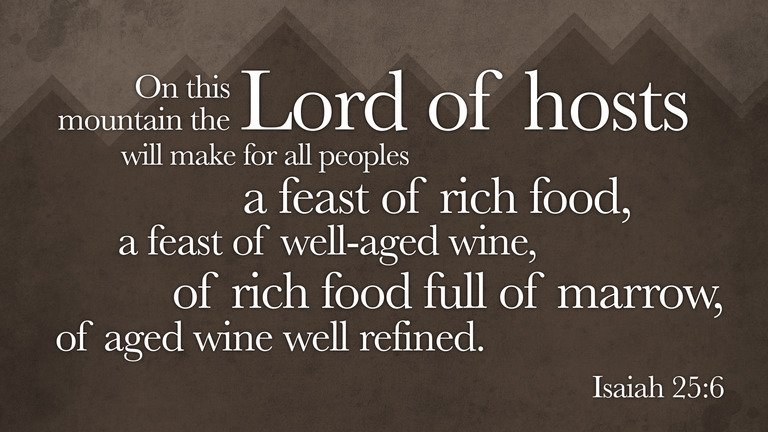 On this
mountain the Lord of hosts
will make for all peoples
a feast of rich food,
a feast of well-aged wine,
of rich food full of marrow,
of aged wine well refined.
Isaiah 25:6